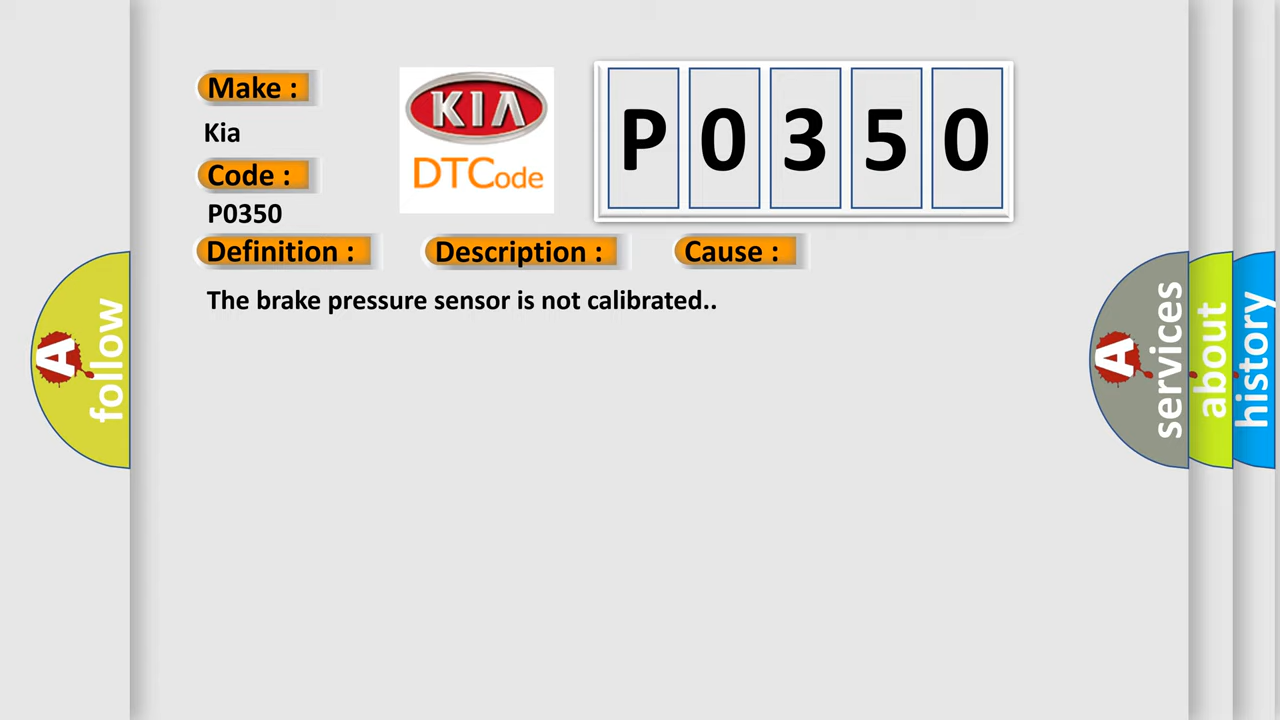 Make :
Kia
Code :
P0350
KIA
DTCode
P0350
Definition :
Description :
Cause :
The brake pressure sensor is not calibrated..
A follow
A services
about
history